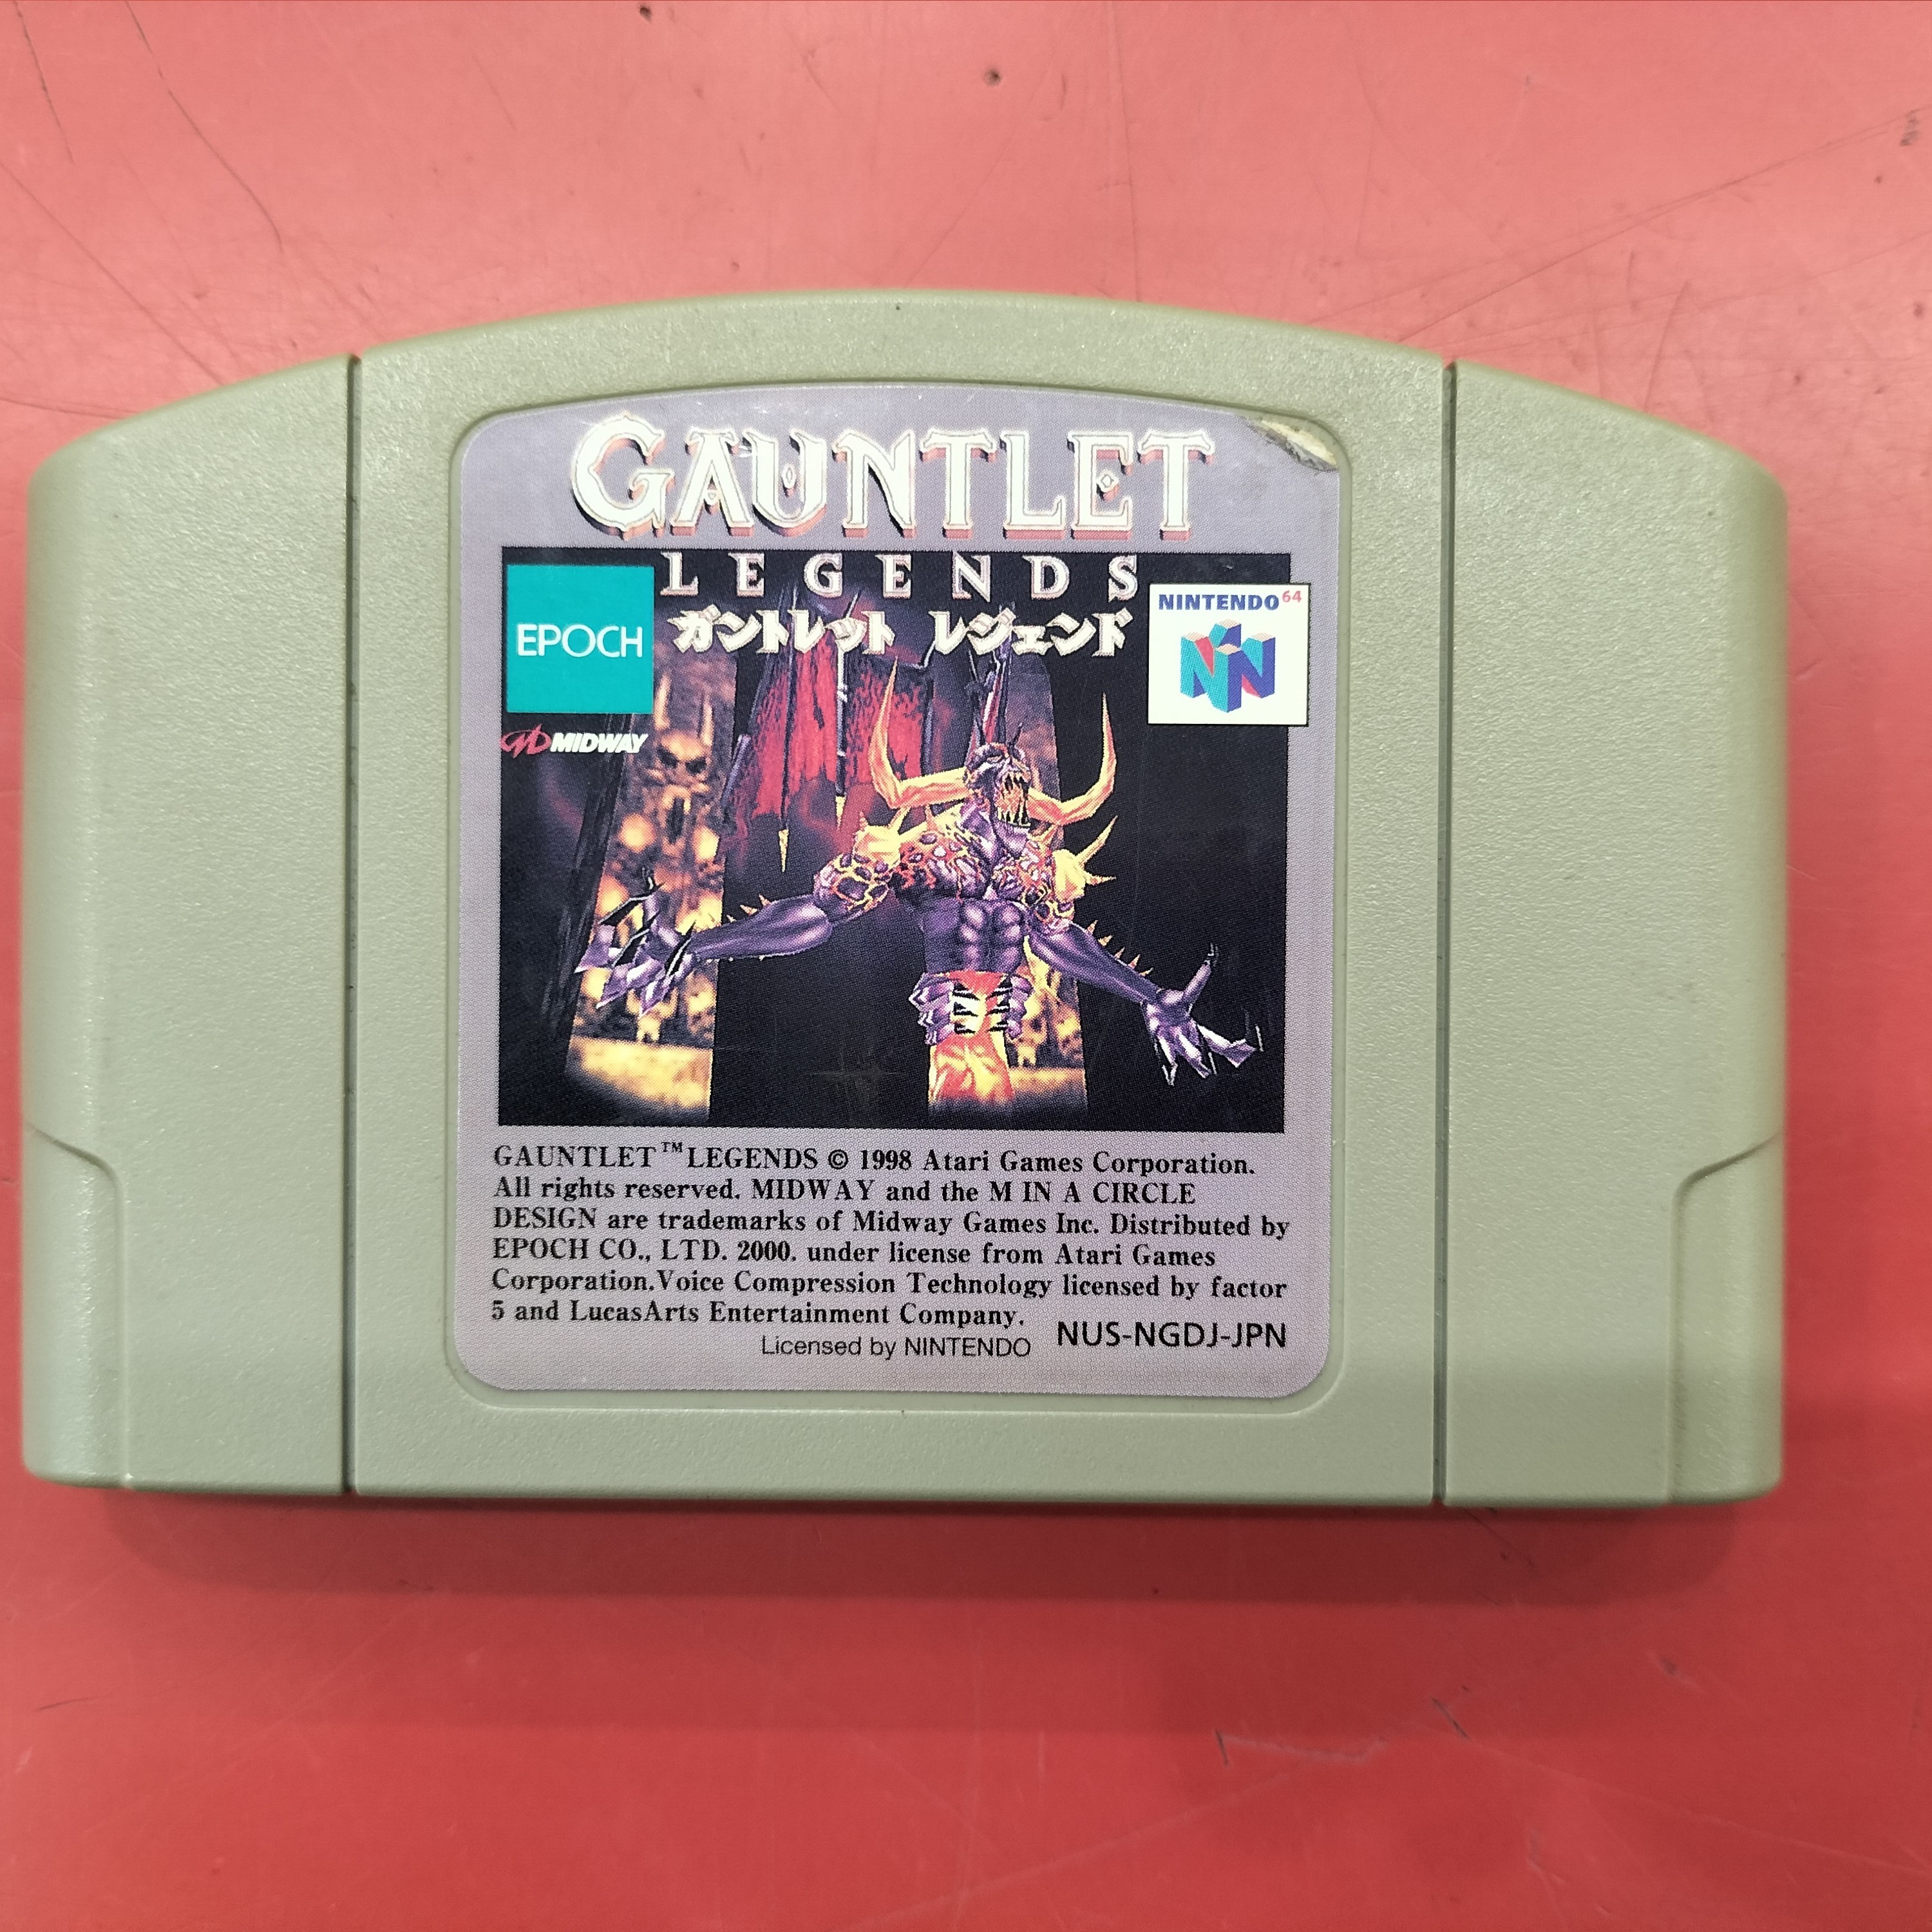 GAUNTLET
LEGENDS
ガントレット レジェンド
EPOCH
NINTENDO64
MIDWAY
GAUNTLET™LEGENDS © 1998 Atari Games Corporation.
All rights reserved. MIDWAY and the M IN A CIRCLE
DESIGN are trademarks of Midway Games Inc. Distributed by
EPOCH CO., LTD. 2000. under license from Atari Games
Corporation.Voice Compression Technology licensed by factor
5 and LucasArts Entertainment Company.
Licensed by NINTENDO NUS-NGDJ-JPN